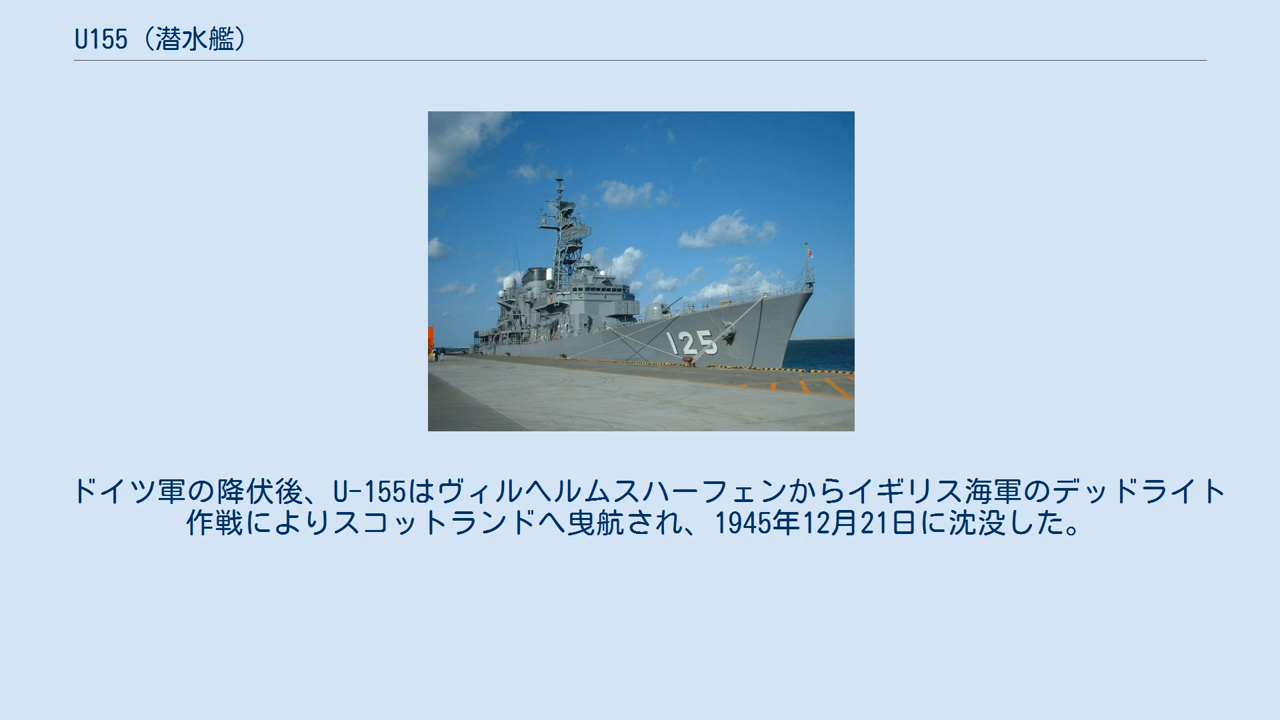 U155（潜水艦）
125
ドイツ軍の降伏後、U-155はヴィルヘルムスハーフェンからイギリス海軍のデッドライト
作戦によりスコットランドへ曳航され、1945年12月21日に沈没した。